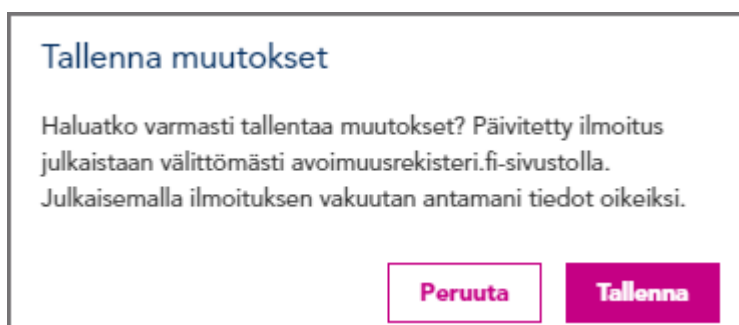 Tallenna muutokset
Haluatko varmasti tallentaa muutokset? Päivitetty ilmoitus
julkaistaan välittömästi avoimuusrekisteri.fi-sivustolla.
Julkaisemalla ilmoituksen vakuutan antamani tiedot oikeiksi.
Peruuta
Tallenna